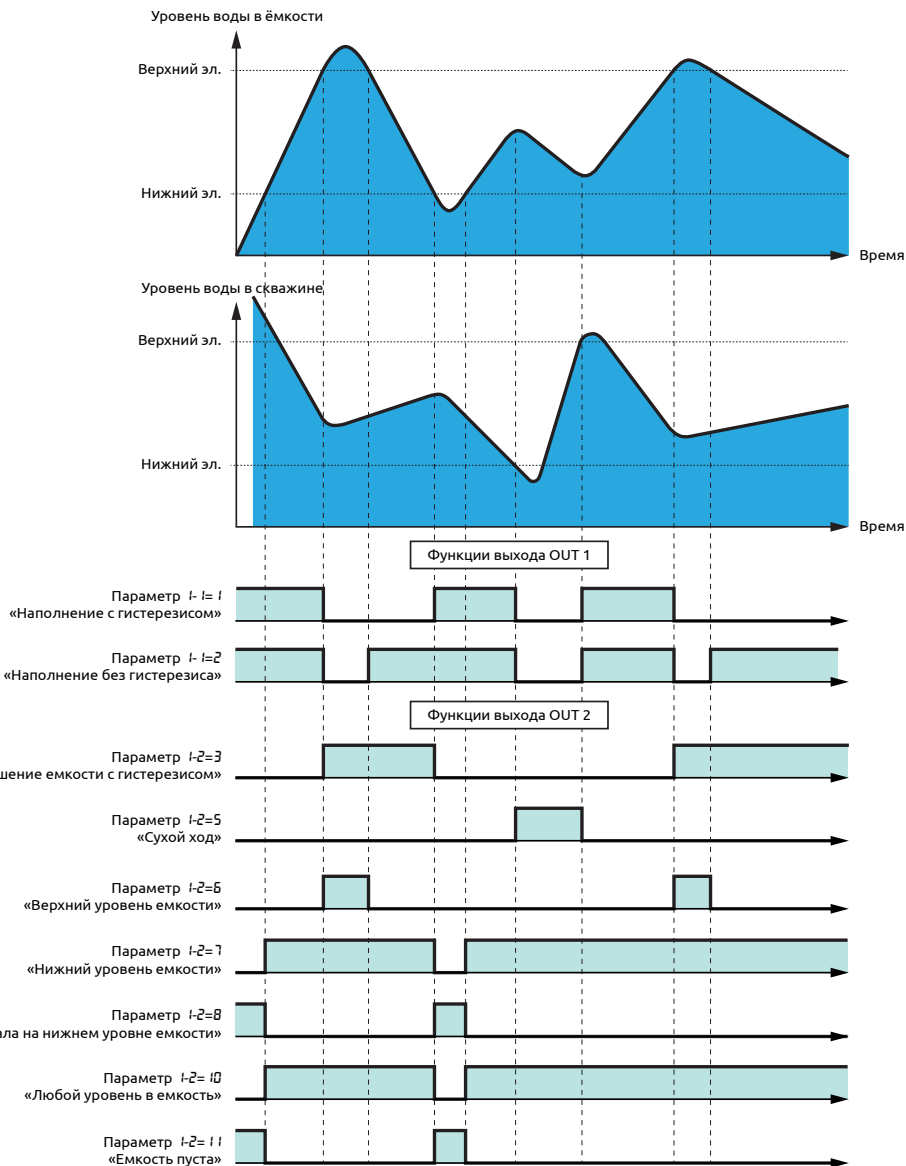 Уровень воды в ёмкости
Верхний эл.
Нижний эл.
Время
Уровень воды в скважине
Верхний эл.
Нижний эл.
Время
Функции выхода OUT 1
Параметр 1-1=1
«Наполнение с гистерезисом»
Параметр 1-1=2
«Наполнение без гистерезиса»
Функции выхода OUT 2
Параметр 1-2=3
шение емкости с гистерезисом»
Параметр 1-2=5
«Сухой ход»
Параметр 1-2=6
«Верхний уровень емкости»
Параметр 1-2=7
«Нижний уровень емкости»
Параметр 1-2=8
ала на нижнем уровне емкости»
Параметр 1-2=10
«Любой уровень в емкость»
Параметр 1-2=11
«Емкость пуста»